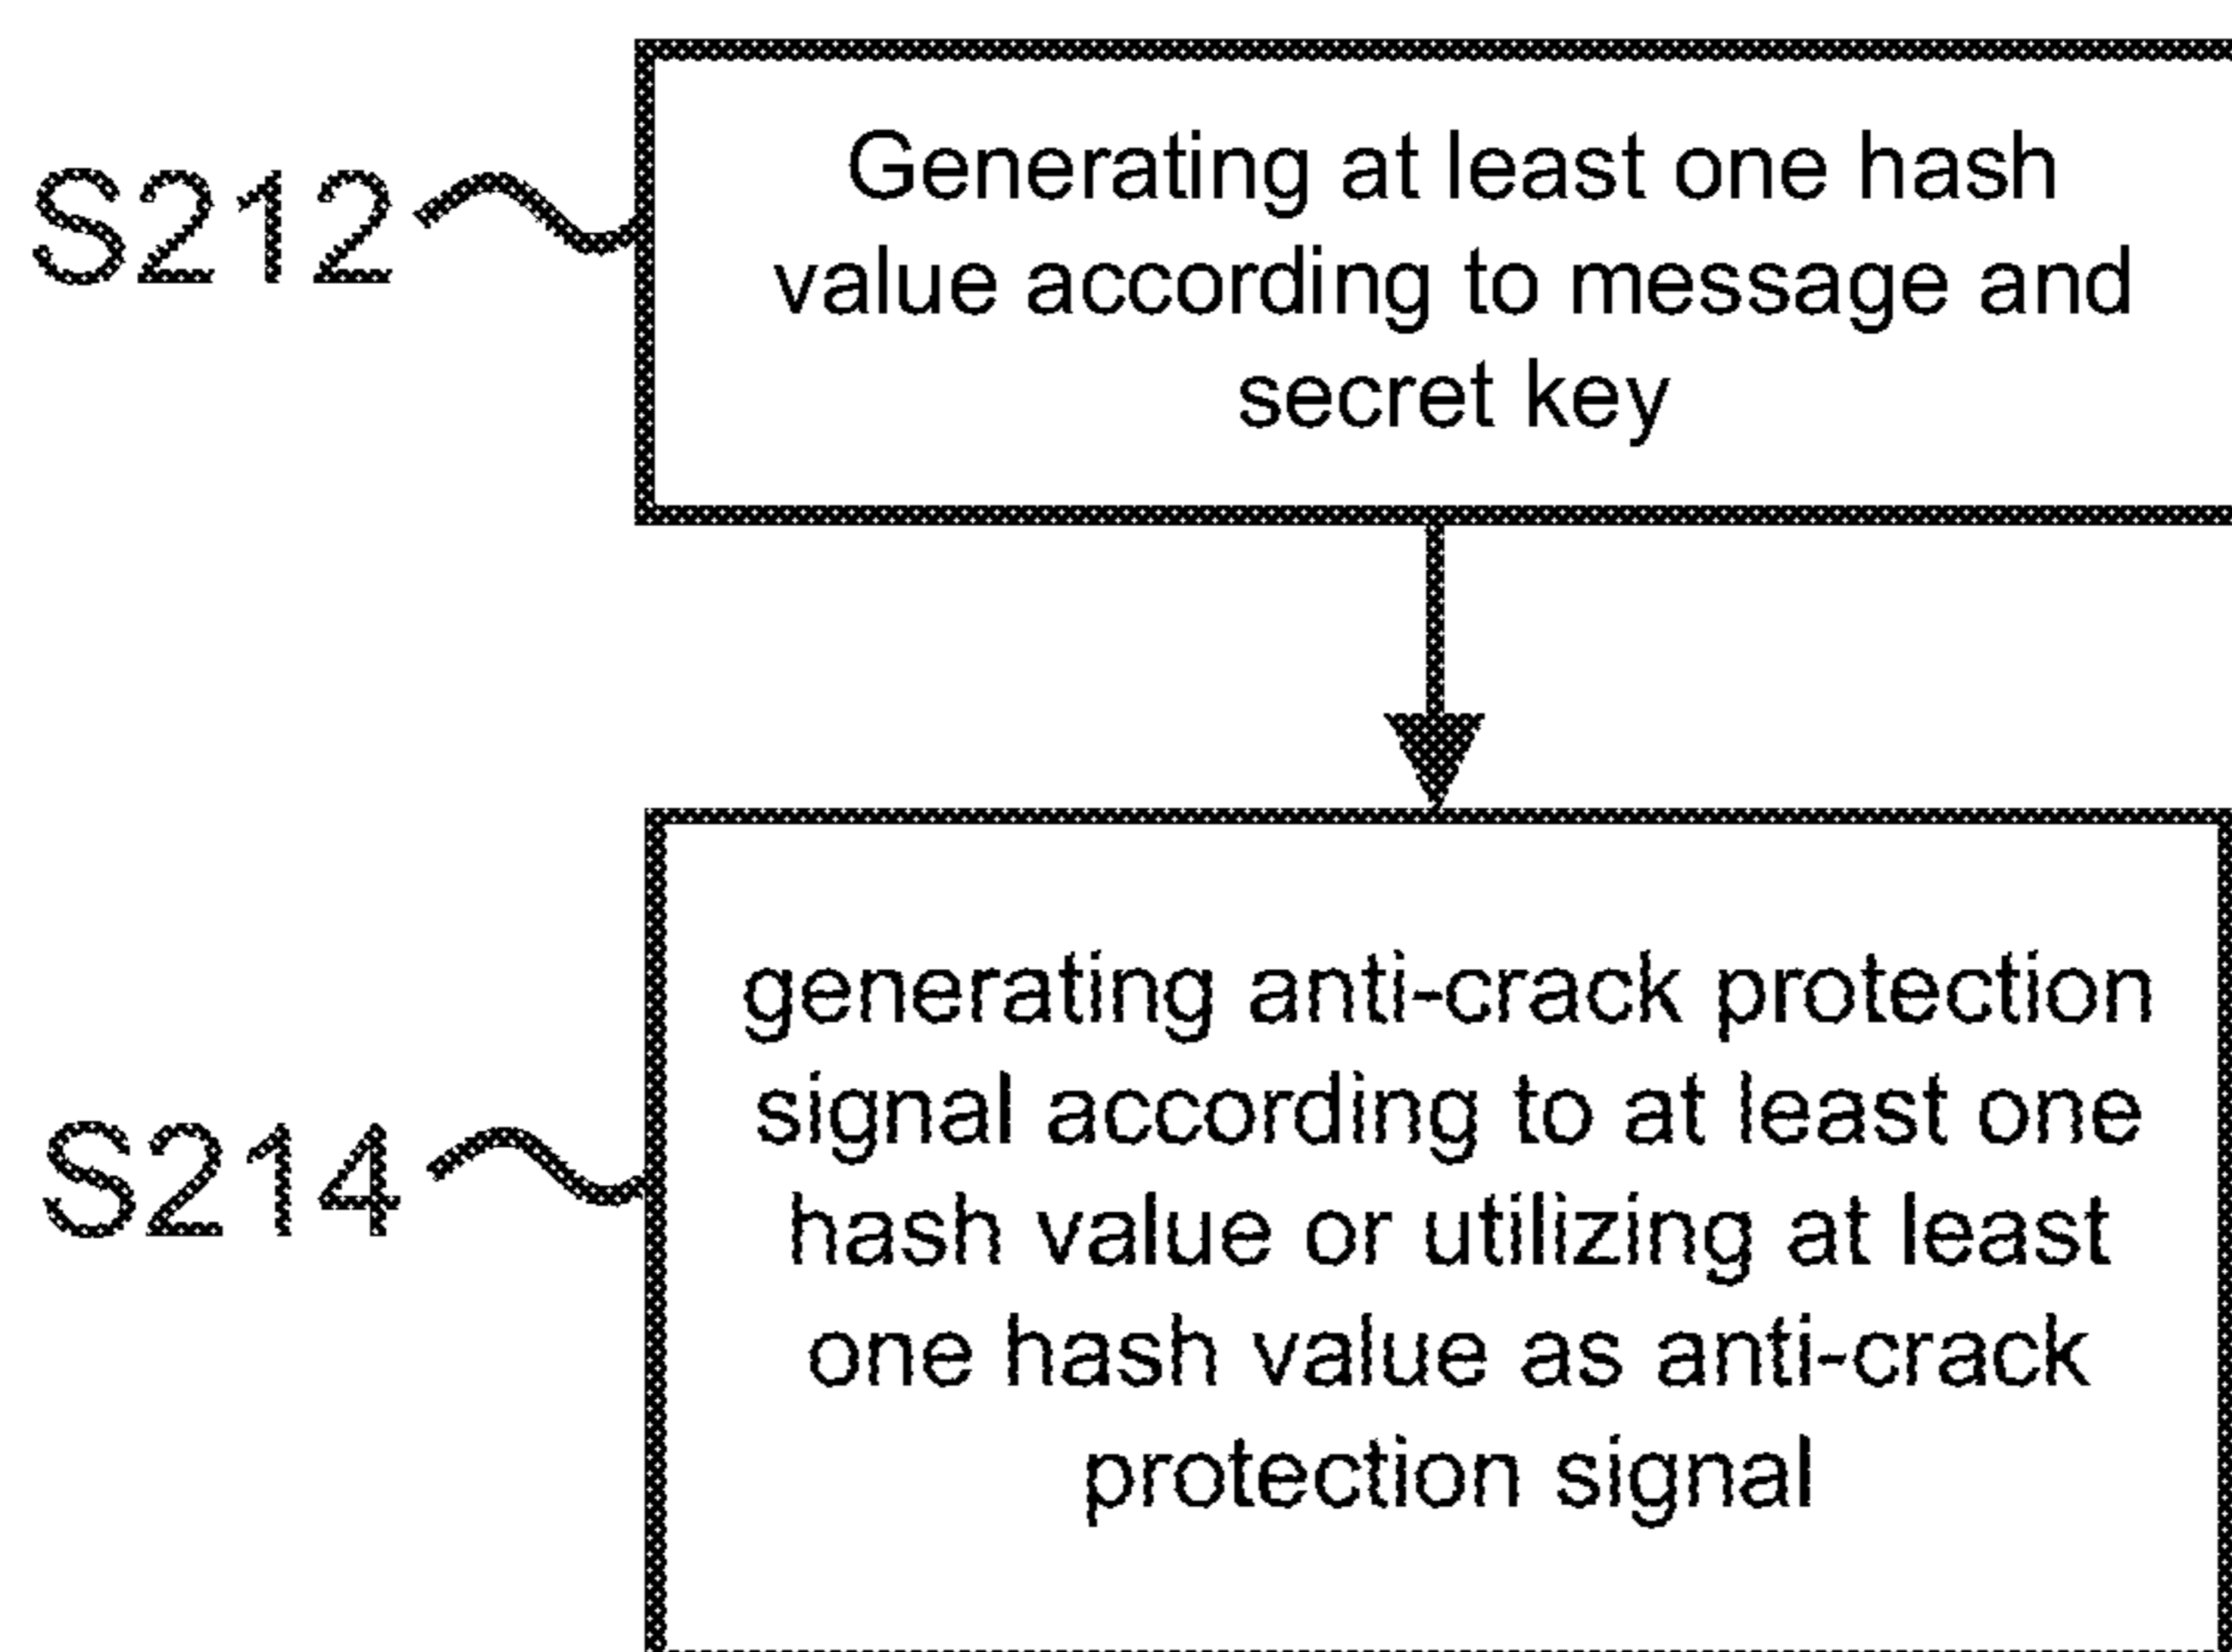 S212
Generating at least one hash
value according to message and
secret key
S214
generating anti-crack protection
signal according to at least one
hash value or utilizing at least
one hash value as anti-crack
protection signal